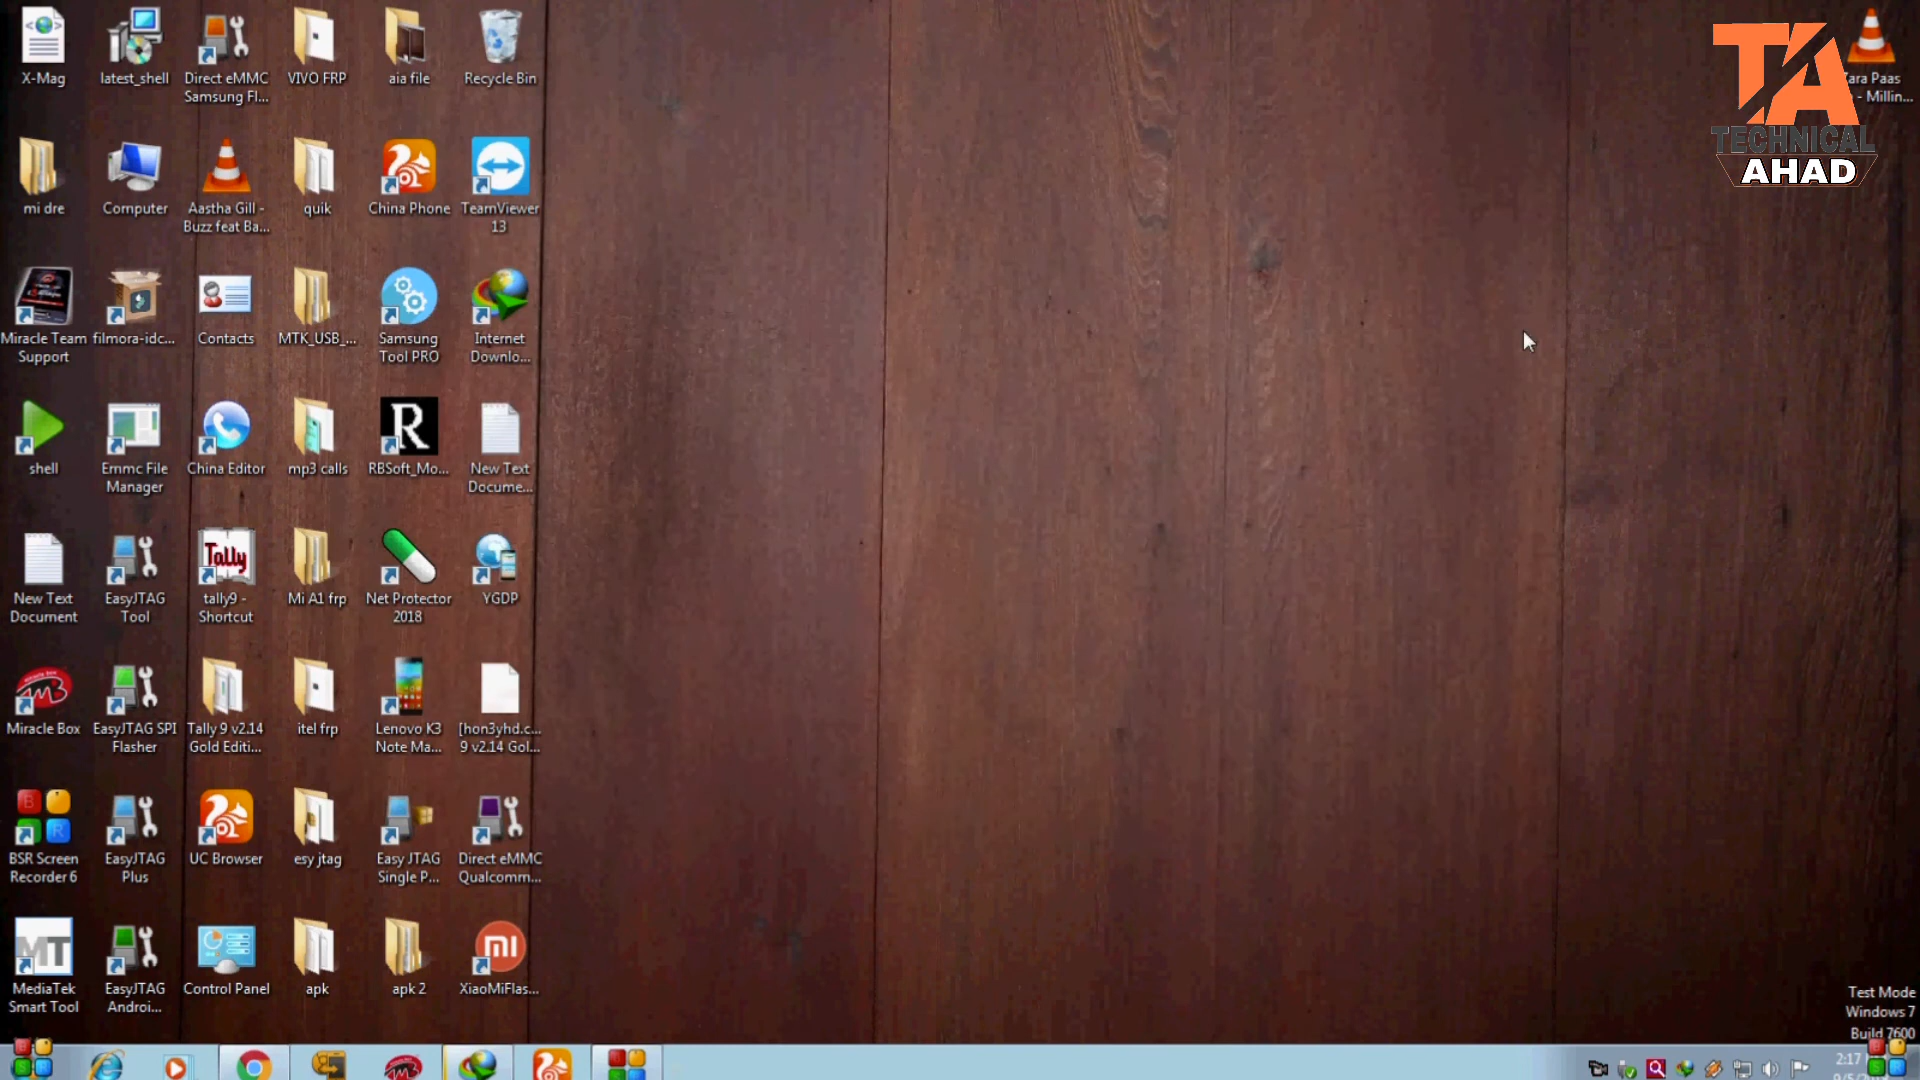 X-Mag
latest_shell
Direct eMMC
Samsung Fl...
VIVO FRP
aia file
Recycle Bin
Zara Paas
- Millin...
TA
TECHNICAL
AHAD
mi dre
Computer
Aastha Gill -
Buzz feat Ba...
quik
China Phone
TeamViewer
13
Miracle Team
Support
filmora-idc...
Contacts
MTK_USB_...
Samsung
Tool PRO
Internet
Downlo...
shell
Emmc File
Manager
China Editor
mp3 calls
R
RBSoft_Mo...
New Text
Docume...
New Text
Document
EasyJTAG
Tool
Tally
tally9 -
Shortcut
Mi A1 frp
Net Protector
2018
YGDP
Miracle Box
EasyJTAG SPI
Flasher
Tally 9 v2.14
Gold Editi...
itel frp
Lenovo K3
Note Ma...
[hon3yhd.c...
9 v2.14 Gol...
B
R
BSR Screen
Recorder 6
EasyJTAG
Plus
UC Browser
esy jtag
Easy JTAG
Single P...
Direct eMMC
Qualcomm...
MT
MediaTek
Smart Tool
EasyJTAG
Androi...
Control Panel
apk
apk 2
mi
XiaoMiFlas...
Test Mode
Windows 7
Build 7600
2:17